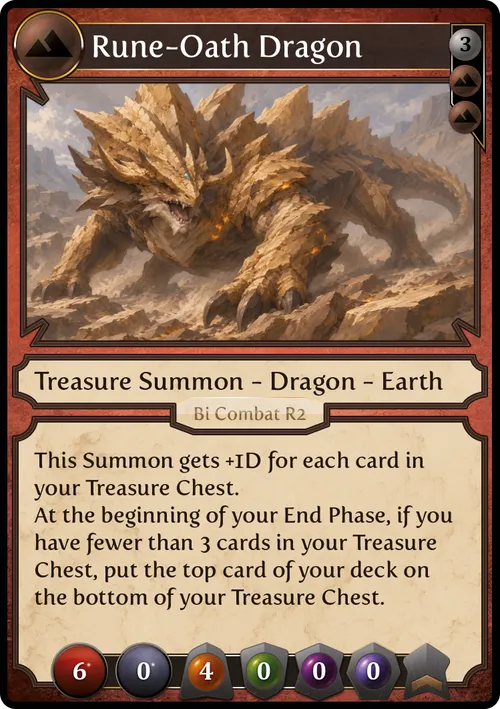 Rune-Oath Dragon
3
Treasure Summon - Dragon - Earth
Bi Combat R2
This Summon gets +1D for each card in
your Treasure Chest.
At the beginning of your End Phase, if you
have fewer than 3 cards in your Treasure
Chest, put the top card of your deck on
the bottom of your Treasure Chest.
6* 0* 4 0 0 0